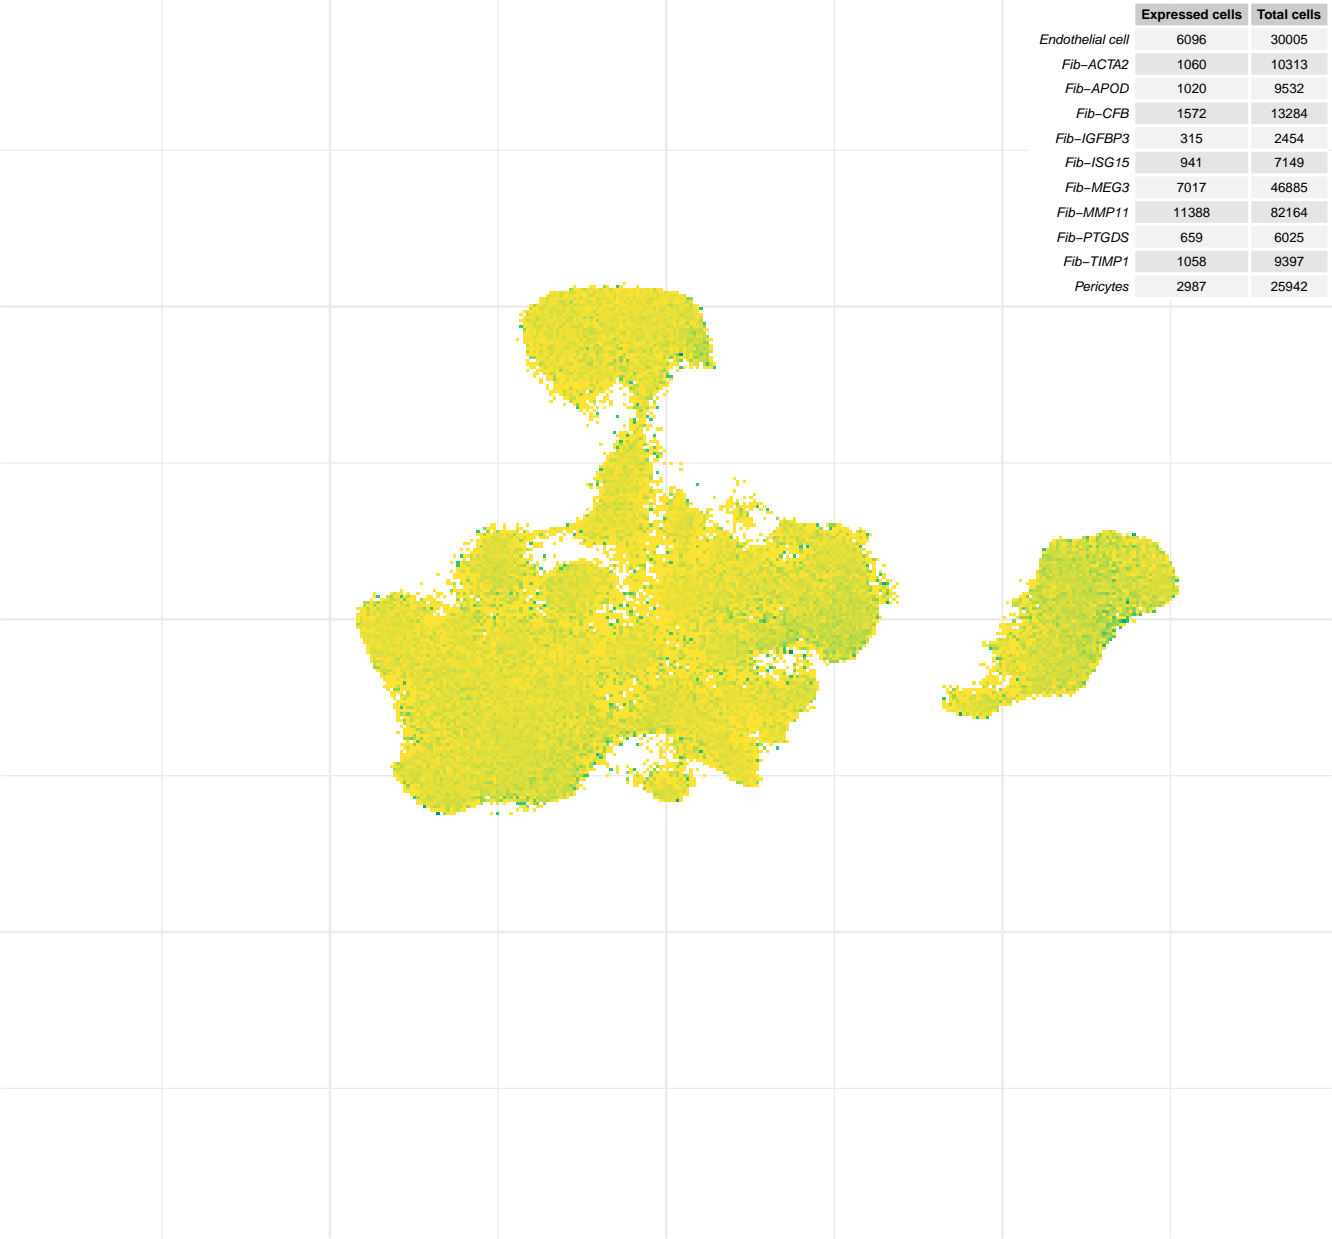 Expressed cells Total cells
Endothelial cell 6096 30005
Fib−ACTA2 1060 10313
Fib−APOD 1020 9532
Fib−CFB 1572 13284
Fib−IGFBP3 315 2454
Fib−ISG15 941 7149
Fib−MEG3 7017 46885
Fib−MMP11 11388 82164
Fib−PTGDS 659 6025
Fib−TIMP1 1058 9397
Pericytes 2987 25942